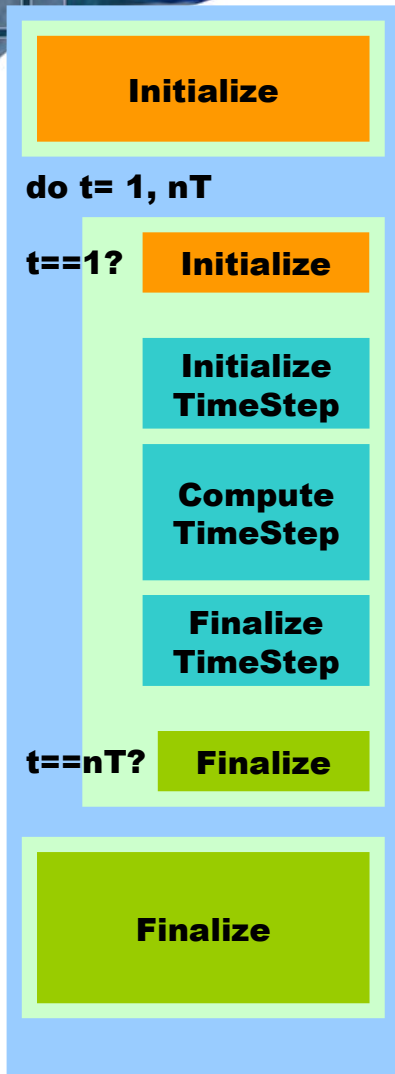 Initialize
do t= 1, nT
t==1? Initialize
Initialize
TimeStep
Compute
TimeStep
Finalize
TimeStep
t==nT? Finalize
Finalize